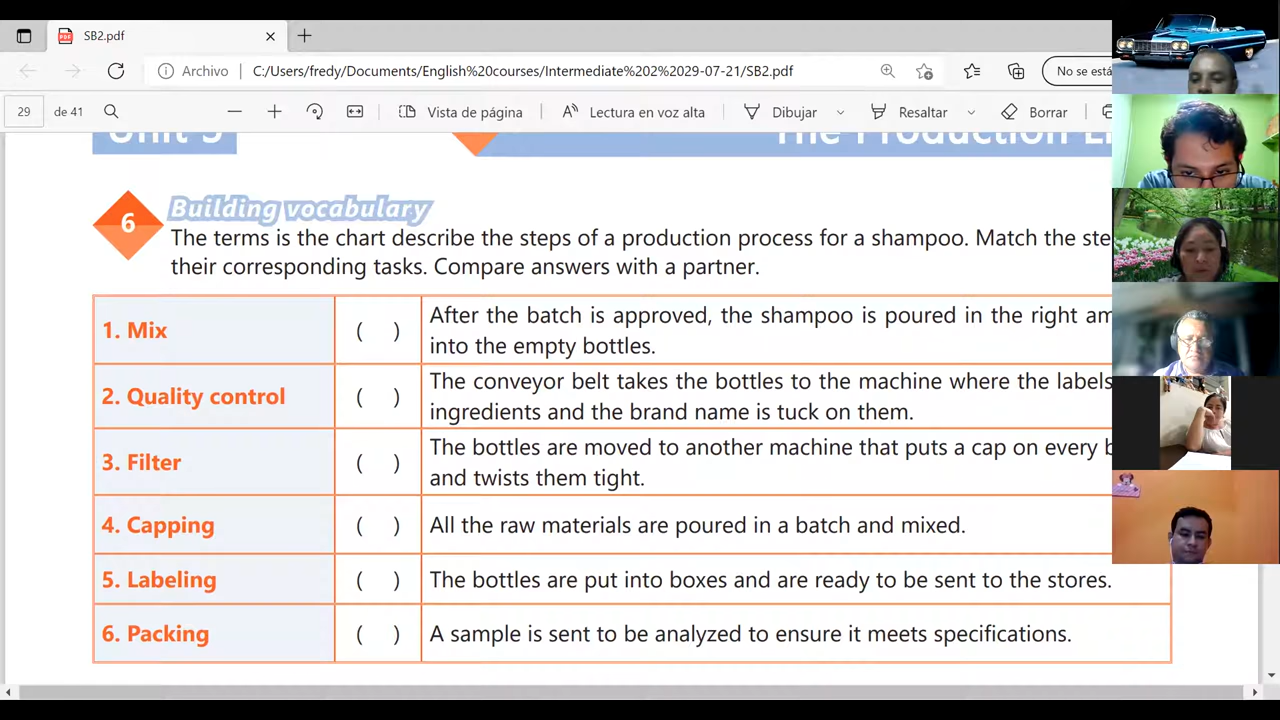 SB2.pdf
Archivo
C:/Users/fredy/Documents/English%20courses/Intermediate%202%2029-07-21/SB2.pdf
No se está
29 de 41
Vista de página
Lectura en voz alta
Dibujar
Resaltar
Borrar
Unit 5
The Production
6
Building vocabulary
The terms is the chart describe the steps of a production process for a shampoo. Match the
their corresponding tasks. Compare answers with a partner.
1. Mix ( ) After the batch is approved, the shampoo is poured in the right
into the empty bottles.
2. Quality control ( ) The conveyor belt takes the bottles to the machine where the labels
ingredients and the brand name is tuck on them.
3. Filter ( ) The bottles are moved to another machine that puts a cap on every
and twists them tight.
4. Capping ( ) All the raw materials are poured in a batch and mixed.
5. Labeling ( ) The bottles are put into boxes and are ready to be sent to the stores.
6. Packing ( ) A sample is sent to be analyzed to ensure it meets specifications.